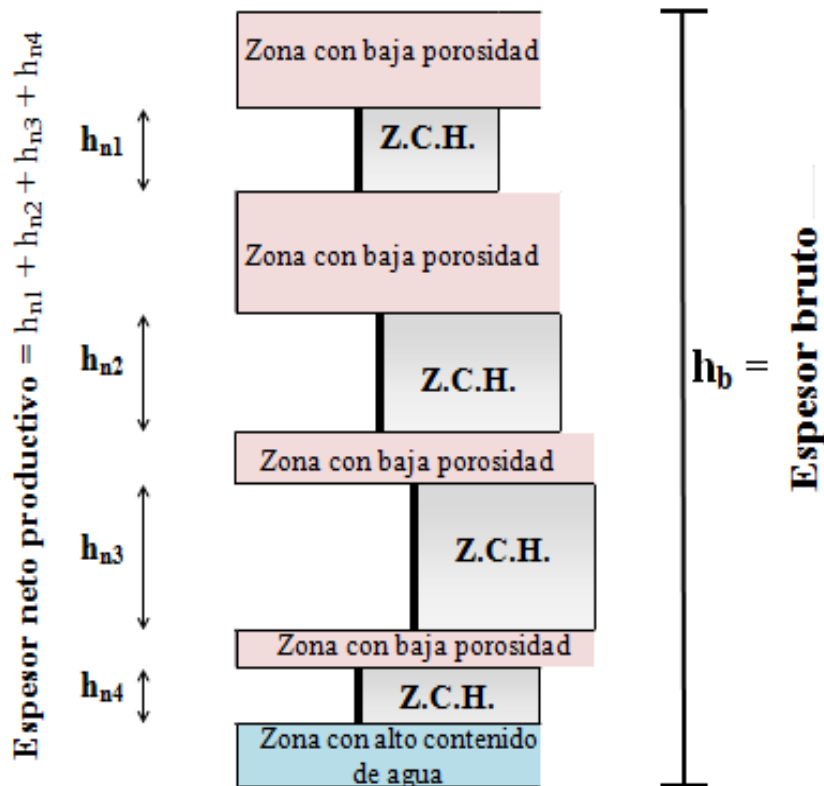 Espesor neto productivo = hn1 + hn2 + hn3 + hn4
Zona con baja porosidad
hn1
Z.C.H.
Zona con baja porosidad
hn2
Z.C.H.
Zona con baja porosidad
hn3
Z.C.H.
Zona con baja porosidad
hn4
Z.C.H.
Zona con alto contenido
de agua
hb =
Espesor bruto